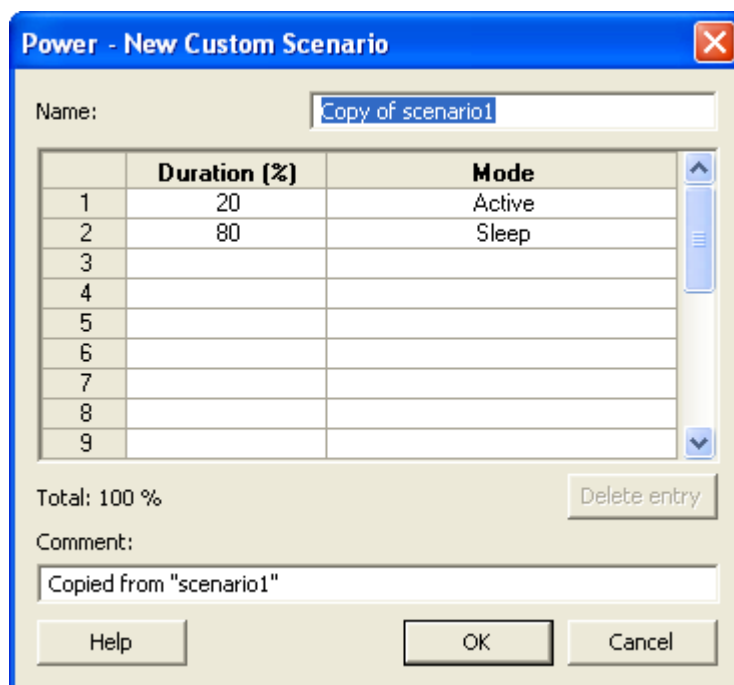 Power - New Custom Scenario
Name: Copy of scenario1
Duration (%) Mode
1 20 Active
2 80 Sleep
3
4
5
6
7
8
9
Total: 100 %
Delete entry
Comment:
Copied from "scenario1"
Help OK Cancel